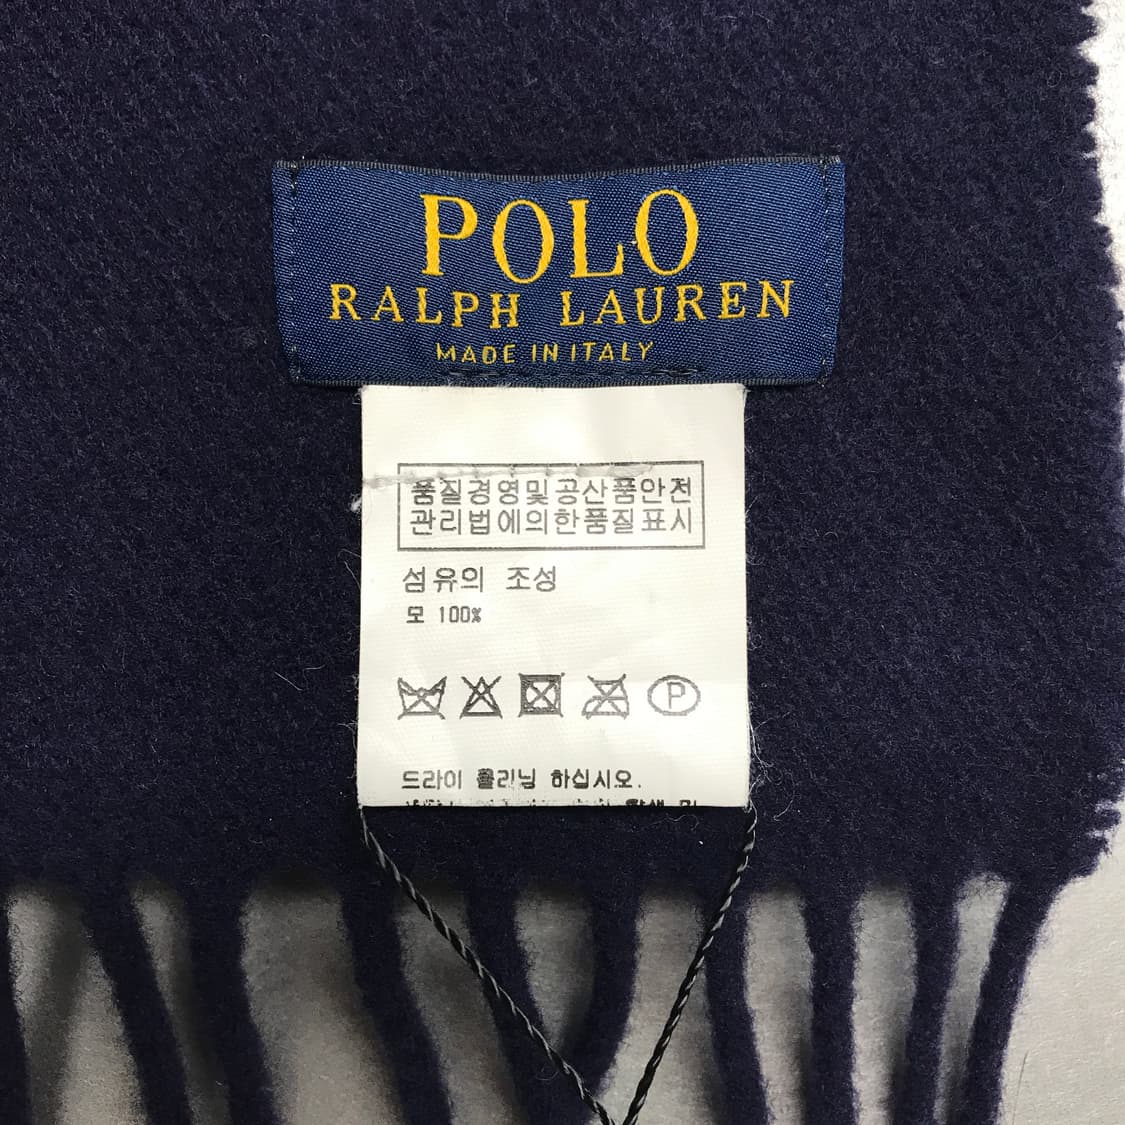 POLO
RALPH LAUREN
MADE IN ITALY
품질경영및공산품안전
관리법에의한품질표시
섬유의 조성
모 100%
P
드라이 클리닝 하십시오.